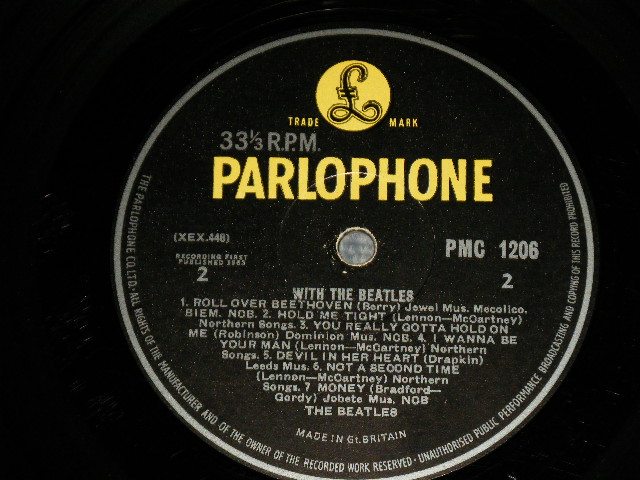 £
TRADE MARK
33⅓ R.P.M.
PARLOPHONE
(XEX.448)
PMC 1206
RECORDING FIRST
PUBLISHED 1963
2
2
WITH THE BEATLES
1. ROLL OVER BEETHOVEN (Berry) Jewel Mus. Mecolico.
BIEM. NCB. 2. HOLD ME TIGHT (Lennon—McCartney)
Northern Songs. 3. YOU REALLY GOTTA HOLD ON
ME (Robinson) Dominion Mus. NCB. 4. I WANNA BE
YOUR MAN (Lennon—McCartney) Northern
Songs. 5. DEVIL IN HER HEART (Drapkin)
Leeds Mus. 6. NOT A SECOND TIME
(Lennon—McCartney) Northern
Songs. 7 MONEY (Bradford—
Gordy) Jobete Mus. NCB
THE BEATLES
MADE IN Gt. BRITAIN
THE PARLOPHONE CO. LTD. ALL RIGHTS OF THE MANUFACTURER AND OF THE OWNER OF THE RECORDED WORK RESERVED · UNAUTHORISED PUBLIC PERFORMANCE BROADCASTING AND COPYING OF THIS RECORD PROHIBITED